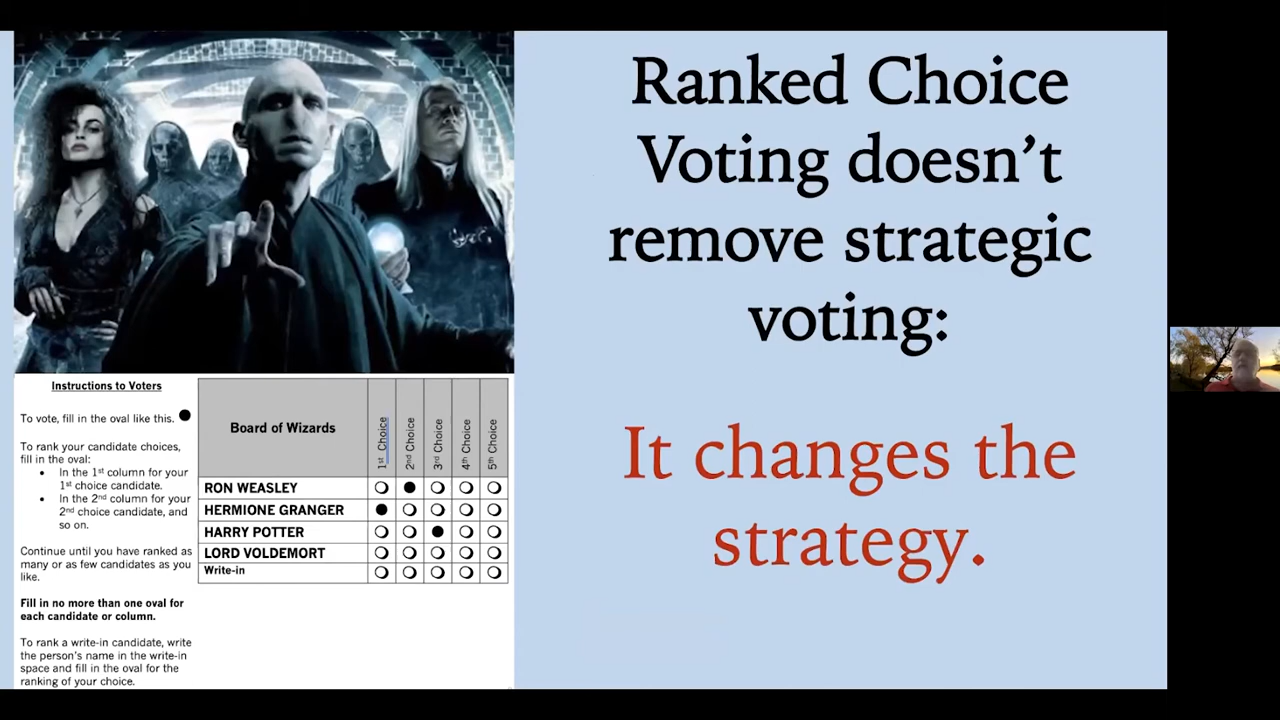 Ranked Choice
Voting doesn't
remove strategic
voting:
It changes the
strategy.
Instructions to Voters
To vote, fill in the oval like this.
To rank your candidate choices,
fill in the oval:
• In the 1st column for your
1st choice candidate.
• In the 2nd column for your
2nd choice candidate, and
so on.
Continue until you have ranked as
many or as few candidates as you
like.
Fill in no more than one oval for
each candidate or column.
To rank a write-in candidate, write
the person's name in the write-in
space and fill in the oval for the
ranking of your choice.
Board of Wizards
1st Choice
2nd Choice
3rd Choice
4th Choice
5th Choice
RON WEASLEY
HERMIONE GRANGER
HARRY POTTER
LORD VOLDEMORT
Write-in